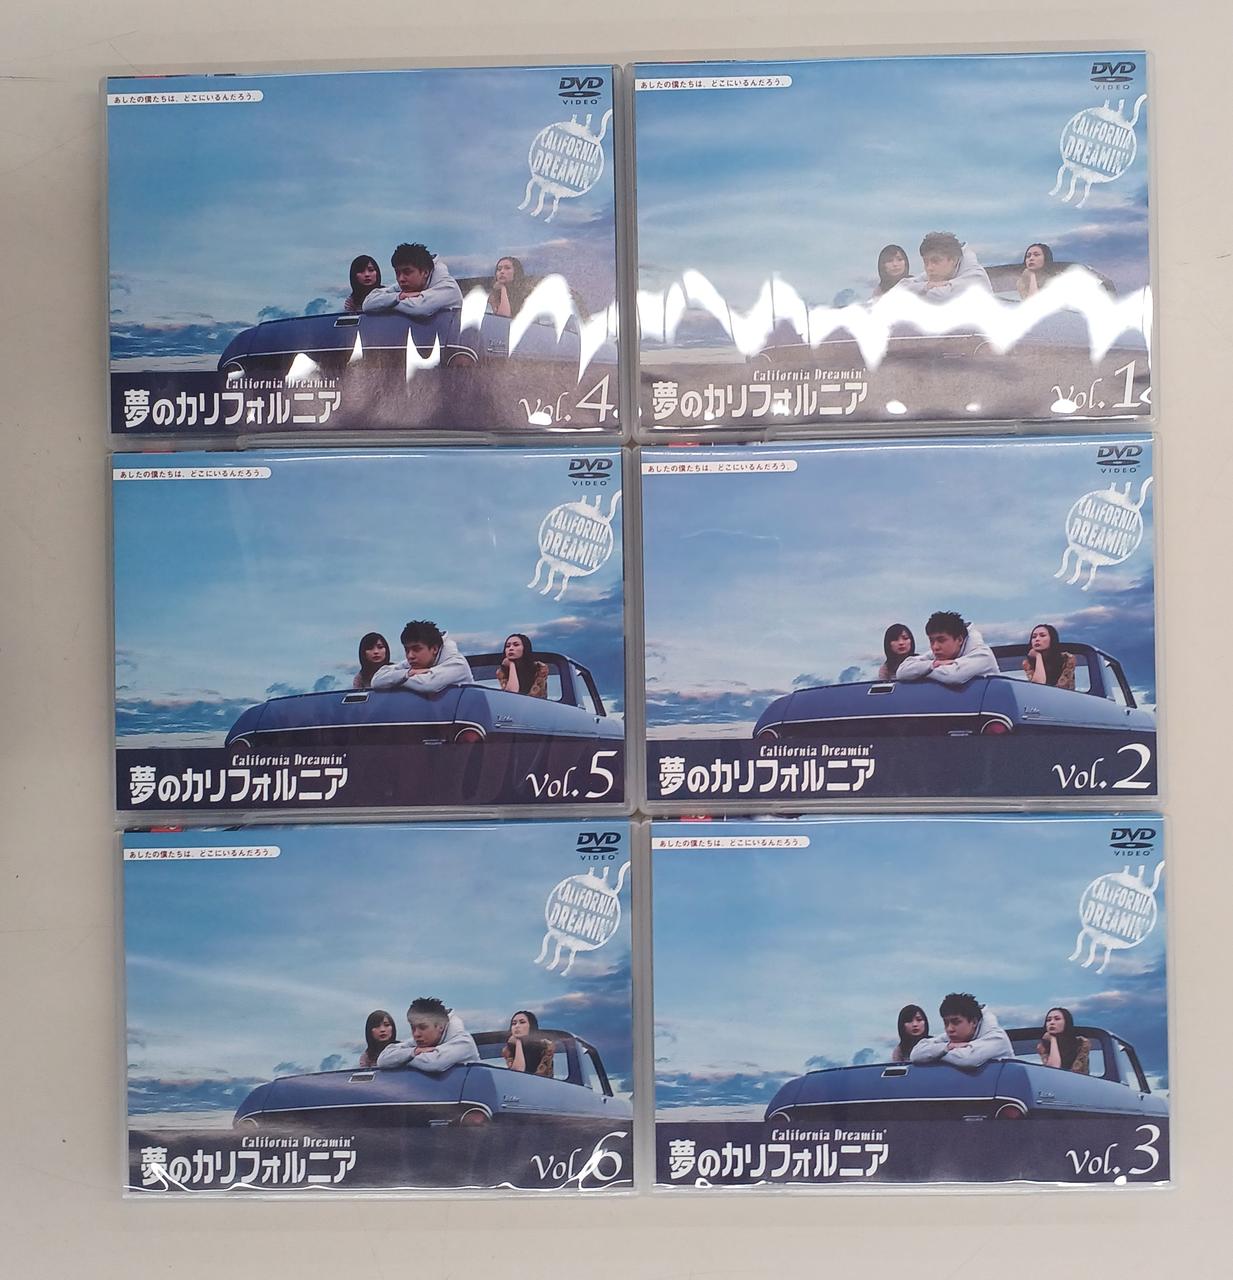 あしたの僕たちは、どこにいるんだろう。
DVD
VIDEO
CALIFORNIA
DREAMIN'
California Dreamin'
夢のカリフォルニア
Vol.4
あしたの僕たちは、どこにいるんだろう。
DVD
VIDEO
CALIFORNIA
DREAMIN'
California Dreamin'
夢のカリフォルニア
Vol.1
あしたの僕たちは、どこにいるんだろう。
DVD
VIDEO
CALIFORNIA
DREAMIN'
California Dreamin'
夢のカリフォルニア
Vol.5
あしたの僕たちは、どこにいるんだろう。
DVD
VIDEO
CALIFORNIA
DREAMIN'
California Dreamin'
夢のカリフォルニア
Vol.2
あしたの僕たちは、どこにいるんだろう。
DVD
VIDEO
CALIFORNIA
DREAMIN'
California Dreamin'
夢のカリフォルニア
Vol.6
あしたの僕たちは、どこにいるんだろう。
DVD
VIDEO
CALIFORNIA
DREAMIN'
California Dreamin'
夢のカリフォルニア
Vol.3